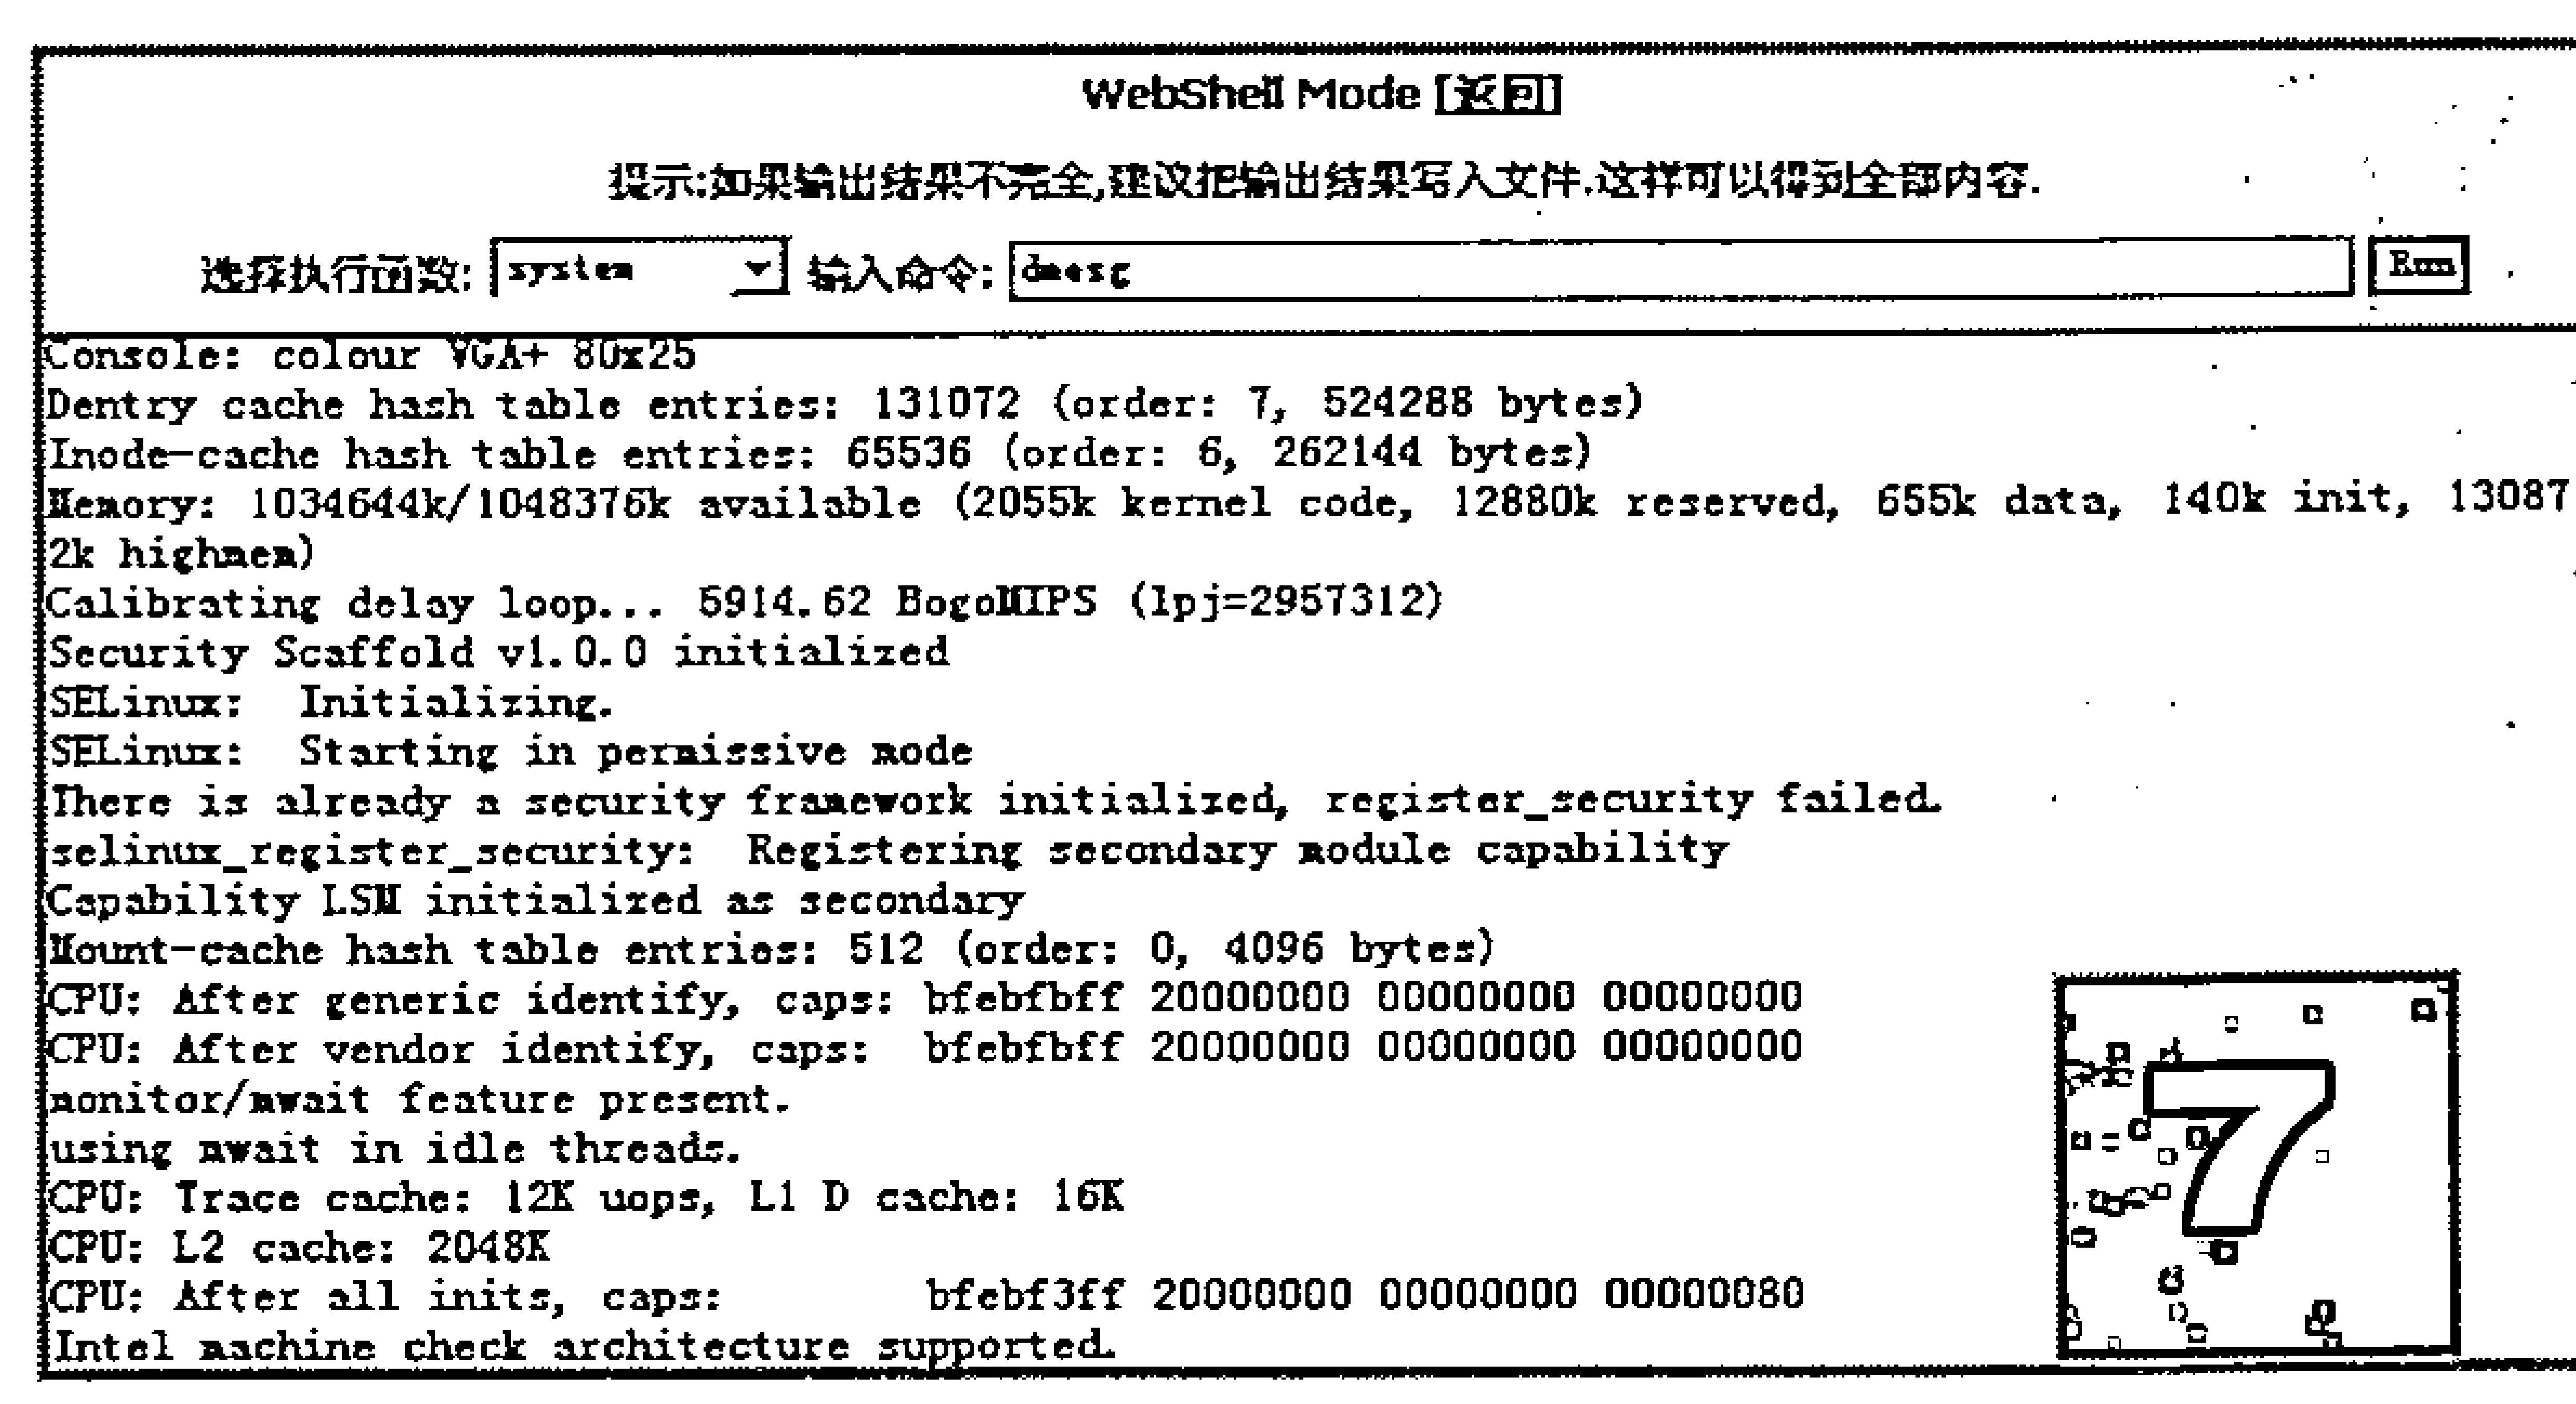 WebShell Mode [返回]
提示:如果输出结果不完全,建议把输出结果写入文件.这样可以得到全部内容.
选择执行函数: system 输入命令: dmesg Run
Console: colour VGA+ 80x25
Dentry cache hash table entries: 131072 (order: 7, 524288 bytes)
Inode-cache hash table entries: 65536 (order: 6, 262144 bytes)
Memory: 1034644k/1048376k available (2055k kernel code, 12880k reserved, 655k data, 140k init, 13087
2k highmem)
Calibrating delay loop... 5914.62 BogoMIPS (lpj=2957312)
Security Scaffold v1.0.0 initialized
SELinux:  Initializing.
SELinux:  Starting in permissive mode
There is already a security framework initialized, register_security failed.
selinux_register_security:  Registering secondary module capability
Capability LSM initialized as secondary
Mount-cache hash table entries: 512 (order: 0, 4096 bytes)
CPU: After generic identify, caps: bfebfbff 20000000 00000000 00000000
CPU: After vendor identify, caps:  bfebfbff 20000000 00000000 00000000
monitor/mwait feature present.
using mwait in idle threads.
CPU: Trace cache: 12K uops, L1 D cache: 16K
CPU: L2 cache: 2048K
CPU: After all inits, caps:        bfebf3ff 20000000 00000000 00000080
Intel machine check architecture supported.
7